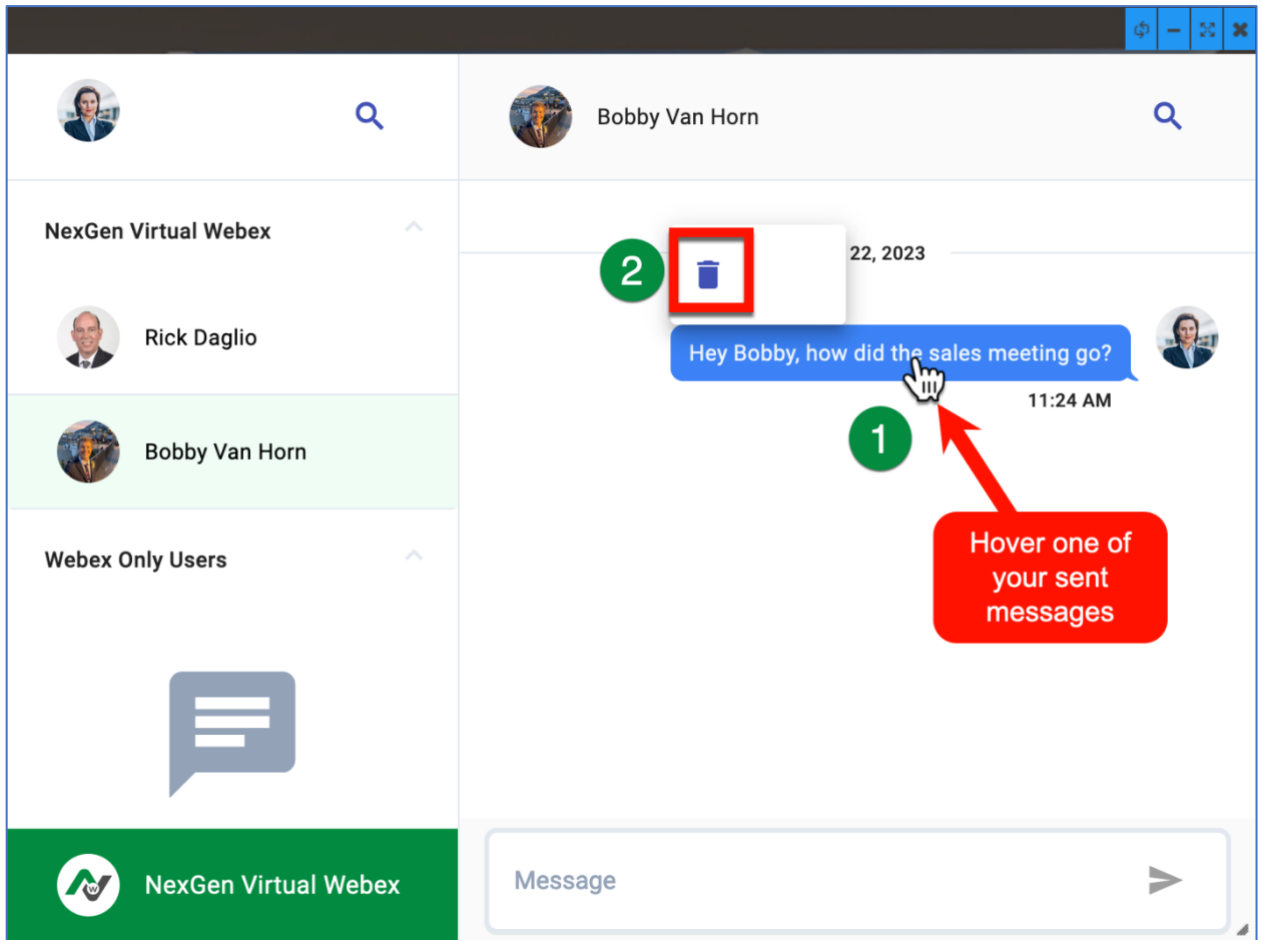 Bobby Van Horn
NexGen Virtual Webex
Rick Daglio
Bobby Van Horn
Webex Only Users
NexGen Virtual Webex
22, 2023
2
Hey Bobby, how did the sales meeting go?
11:24 AM
1
Hover one of
your sent
messages
Message